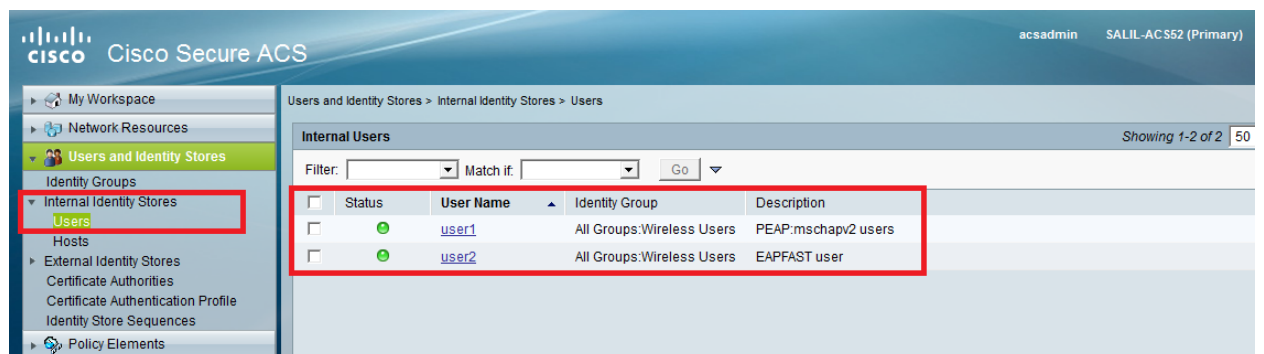 cisco Cisco Secure ACS
acsadmin SALIL-ACS52 (Primary)
My Workspace
Network Resources
Users and Identity Stores
Identity Groups
Internal Identity Stores
Users
Hosts
External Identity Stores
Certificate Authorities
Certificate Authentication Profile
Identity Store Sequences
Policy Elements
Users and Identity Stores > Internal Identity Stores > Users
Internal Users Showing 1-2 of 2 50
Filter: Match if: Go
Status User Name Identity Group Description
user1 All Groups:Wireless Users PEAP:mschapv2 users
user2 All Groups:Wireless Users EAPFAST user